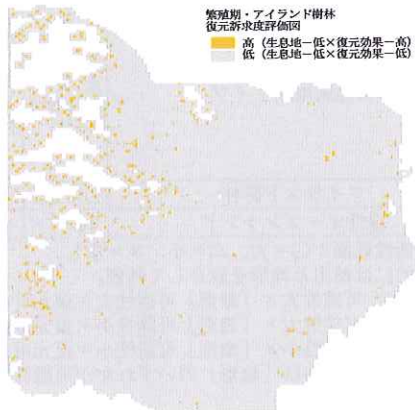 繁殖期・アイランド樹林
復元訴求度評価図
高（生息地－低×復元効果－高）
低（生息地－低×復元効果－低）